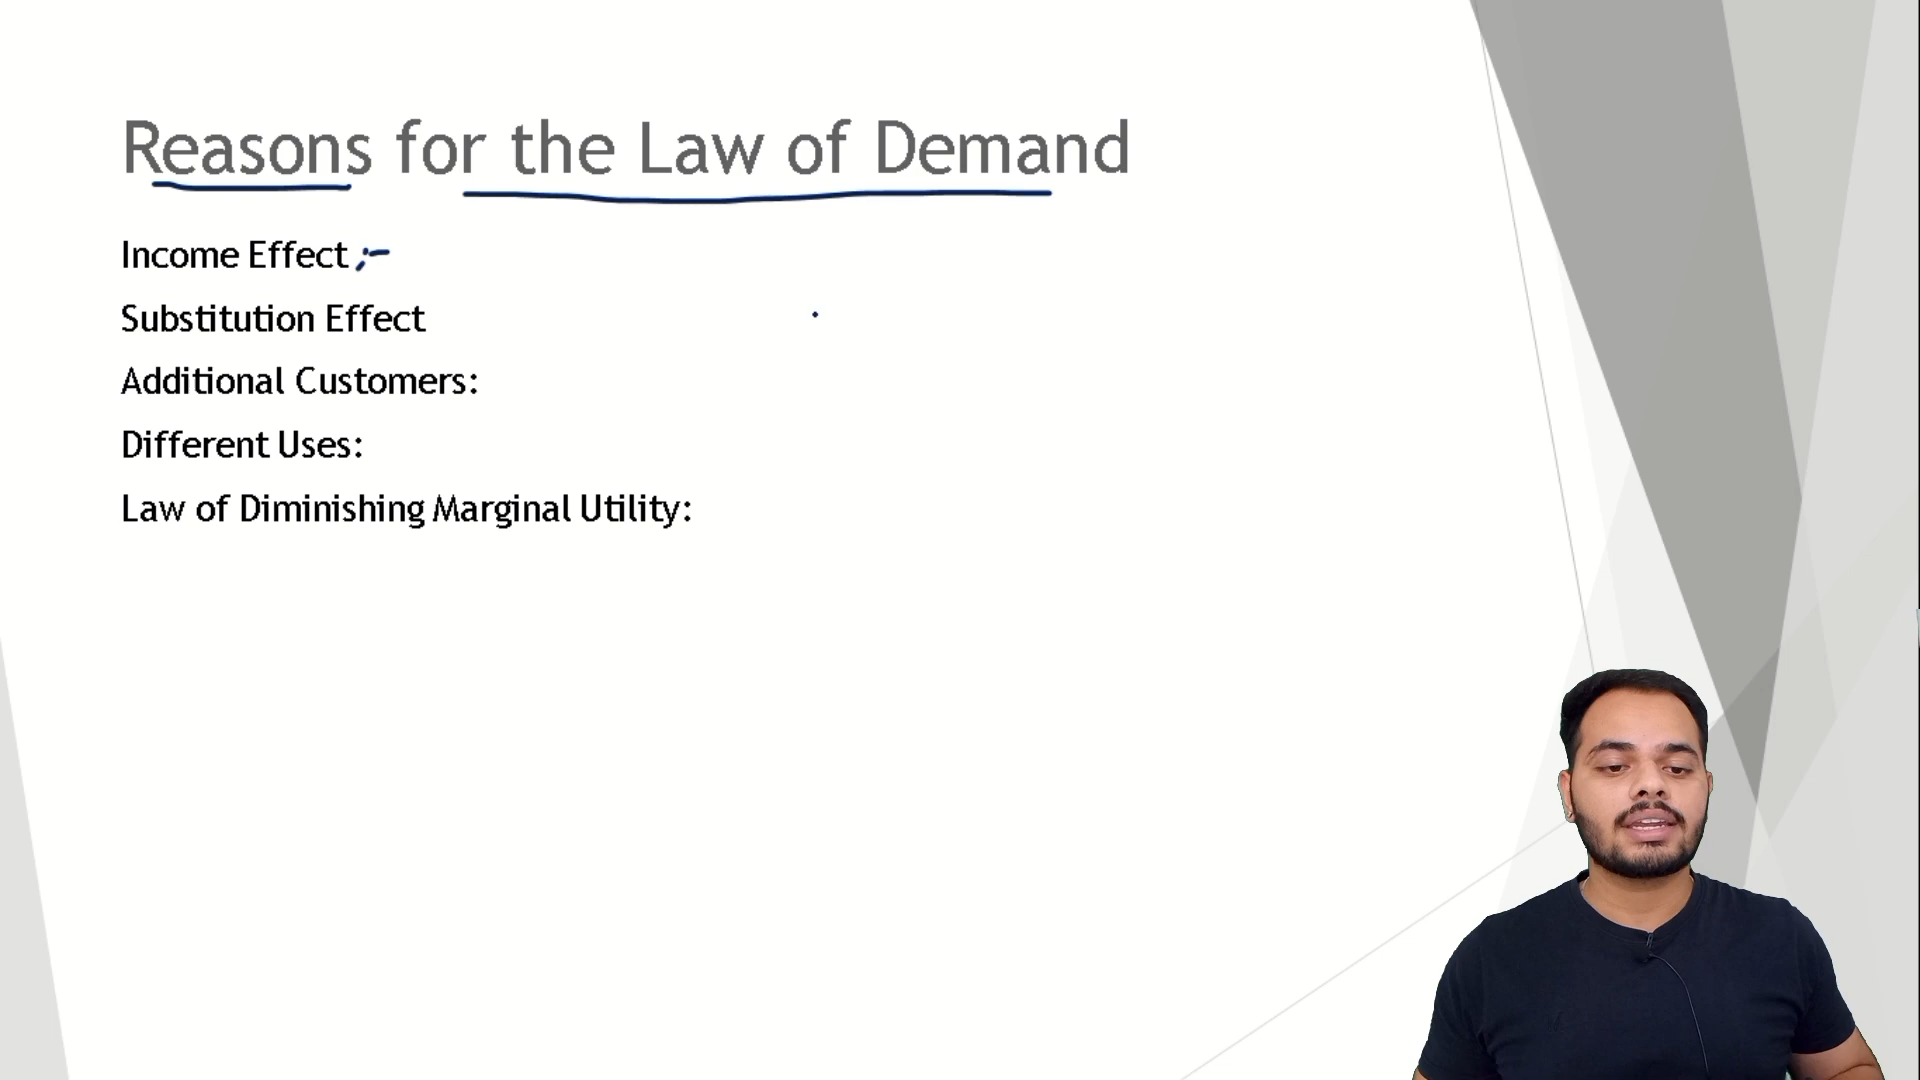 Reasons for the Law of Demand
Income Effect :-
Substitution Effect
Additional Customers:
Different Uses:
Law of Diminishing Marginal Utility: